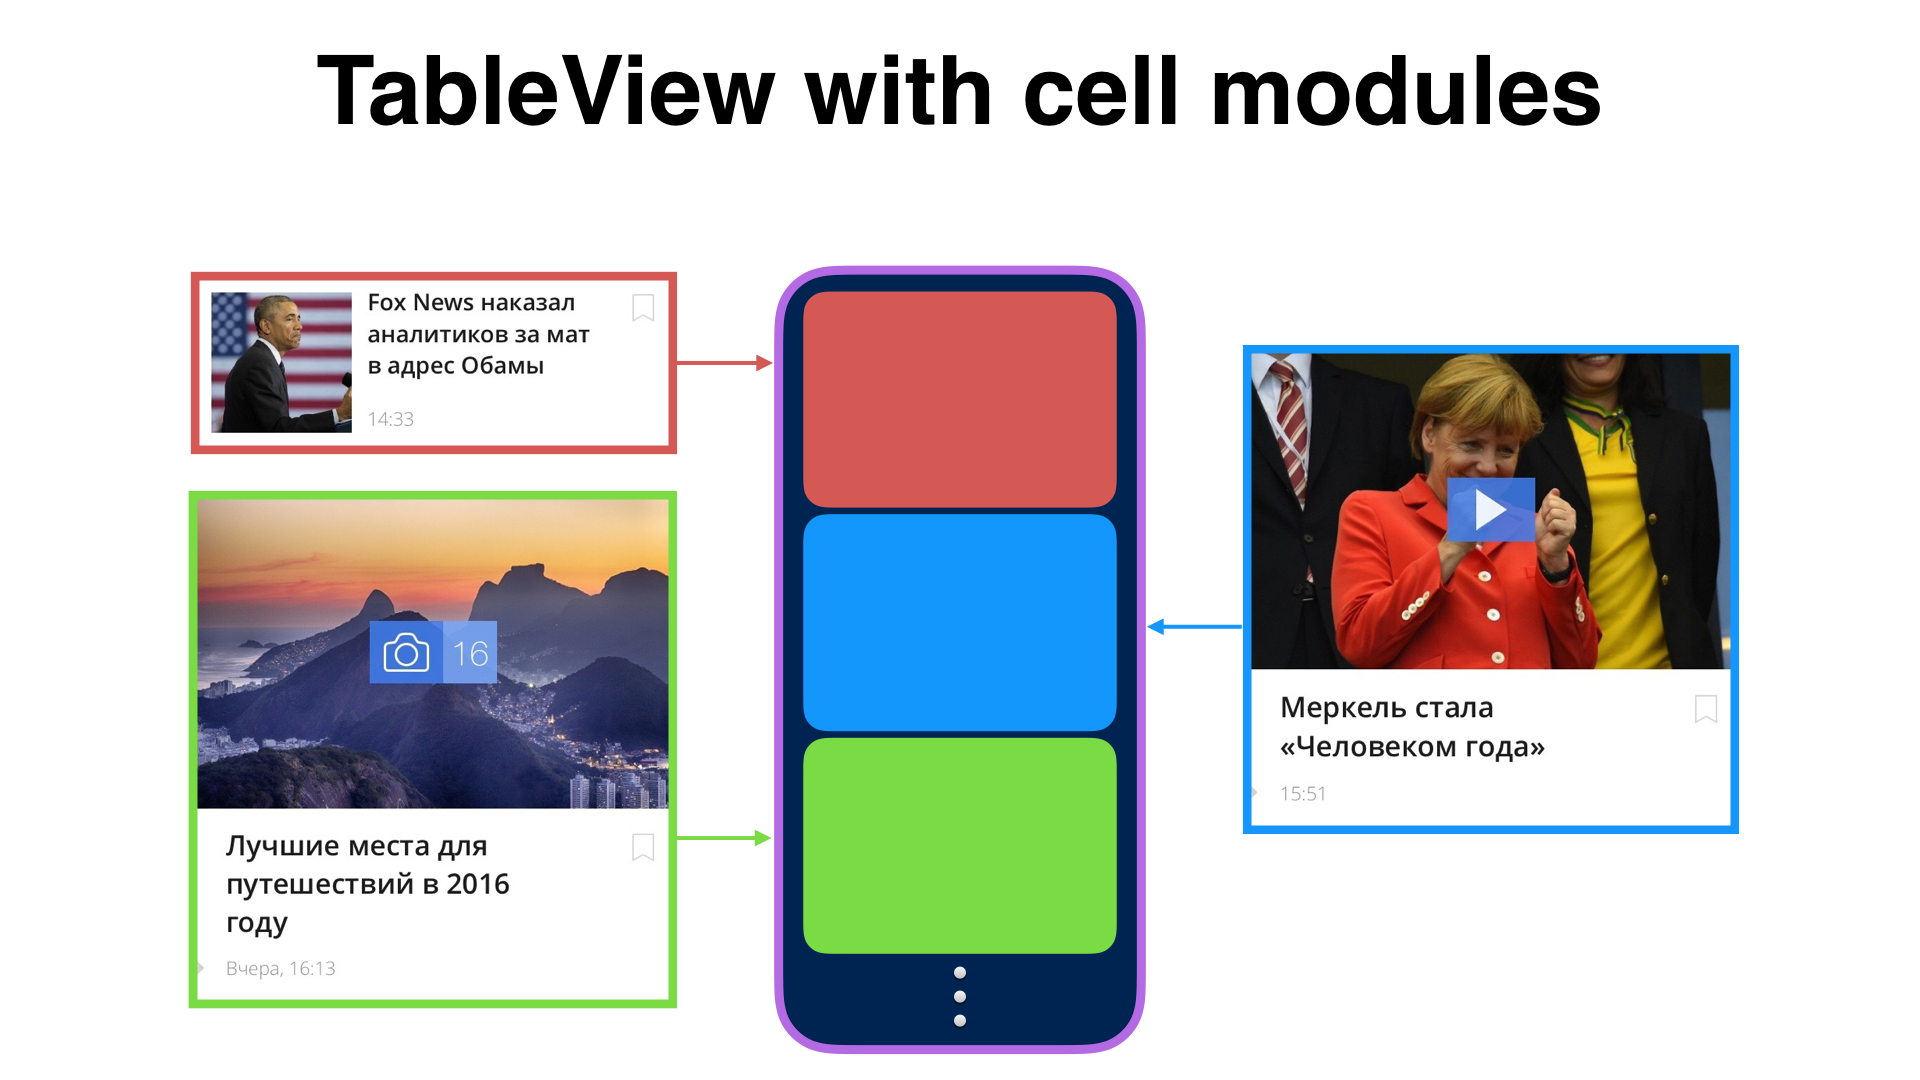 TableView with cell modules
Fox News наказал
аналитиков за мат
в адрес Обамы
14:33
16
Лучшие места для
путешествий в 2016
году
Вчера, 16:13
Меркель стала
«Человеком года»
15:51